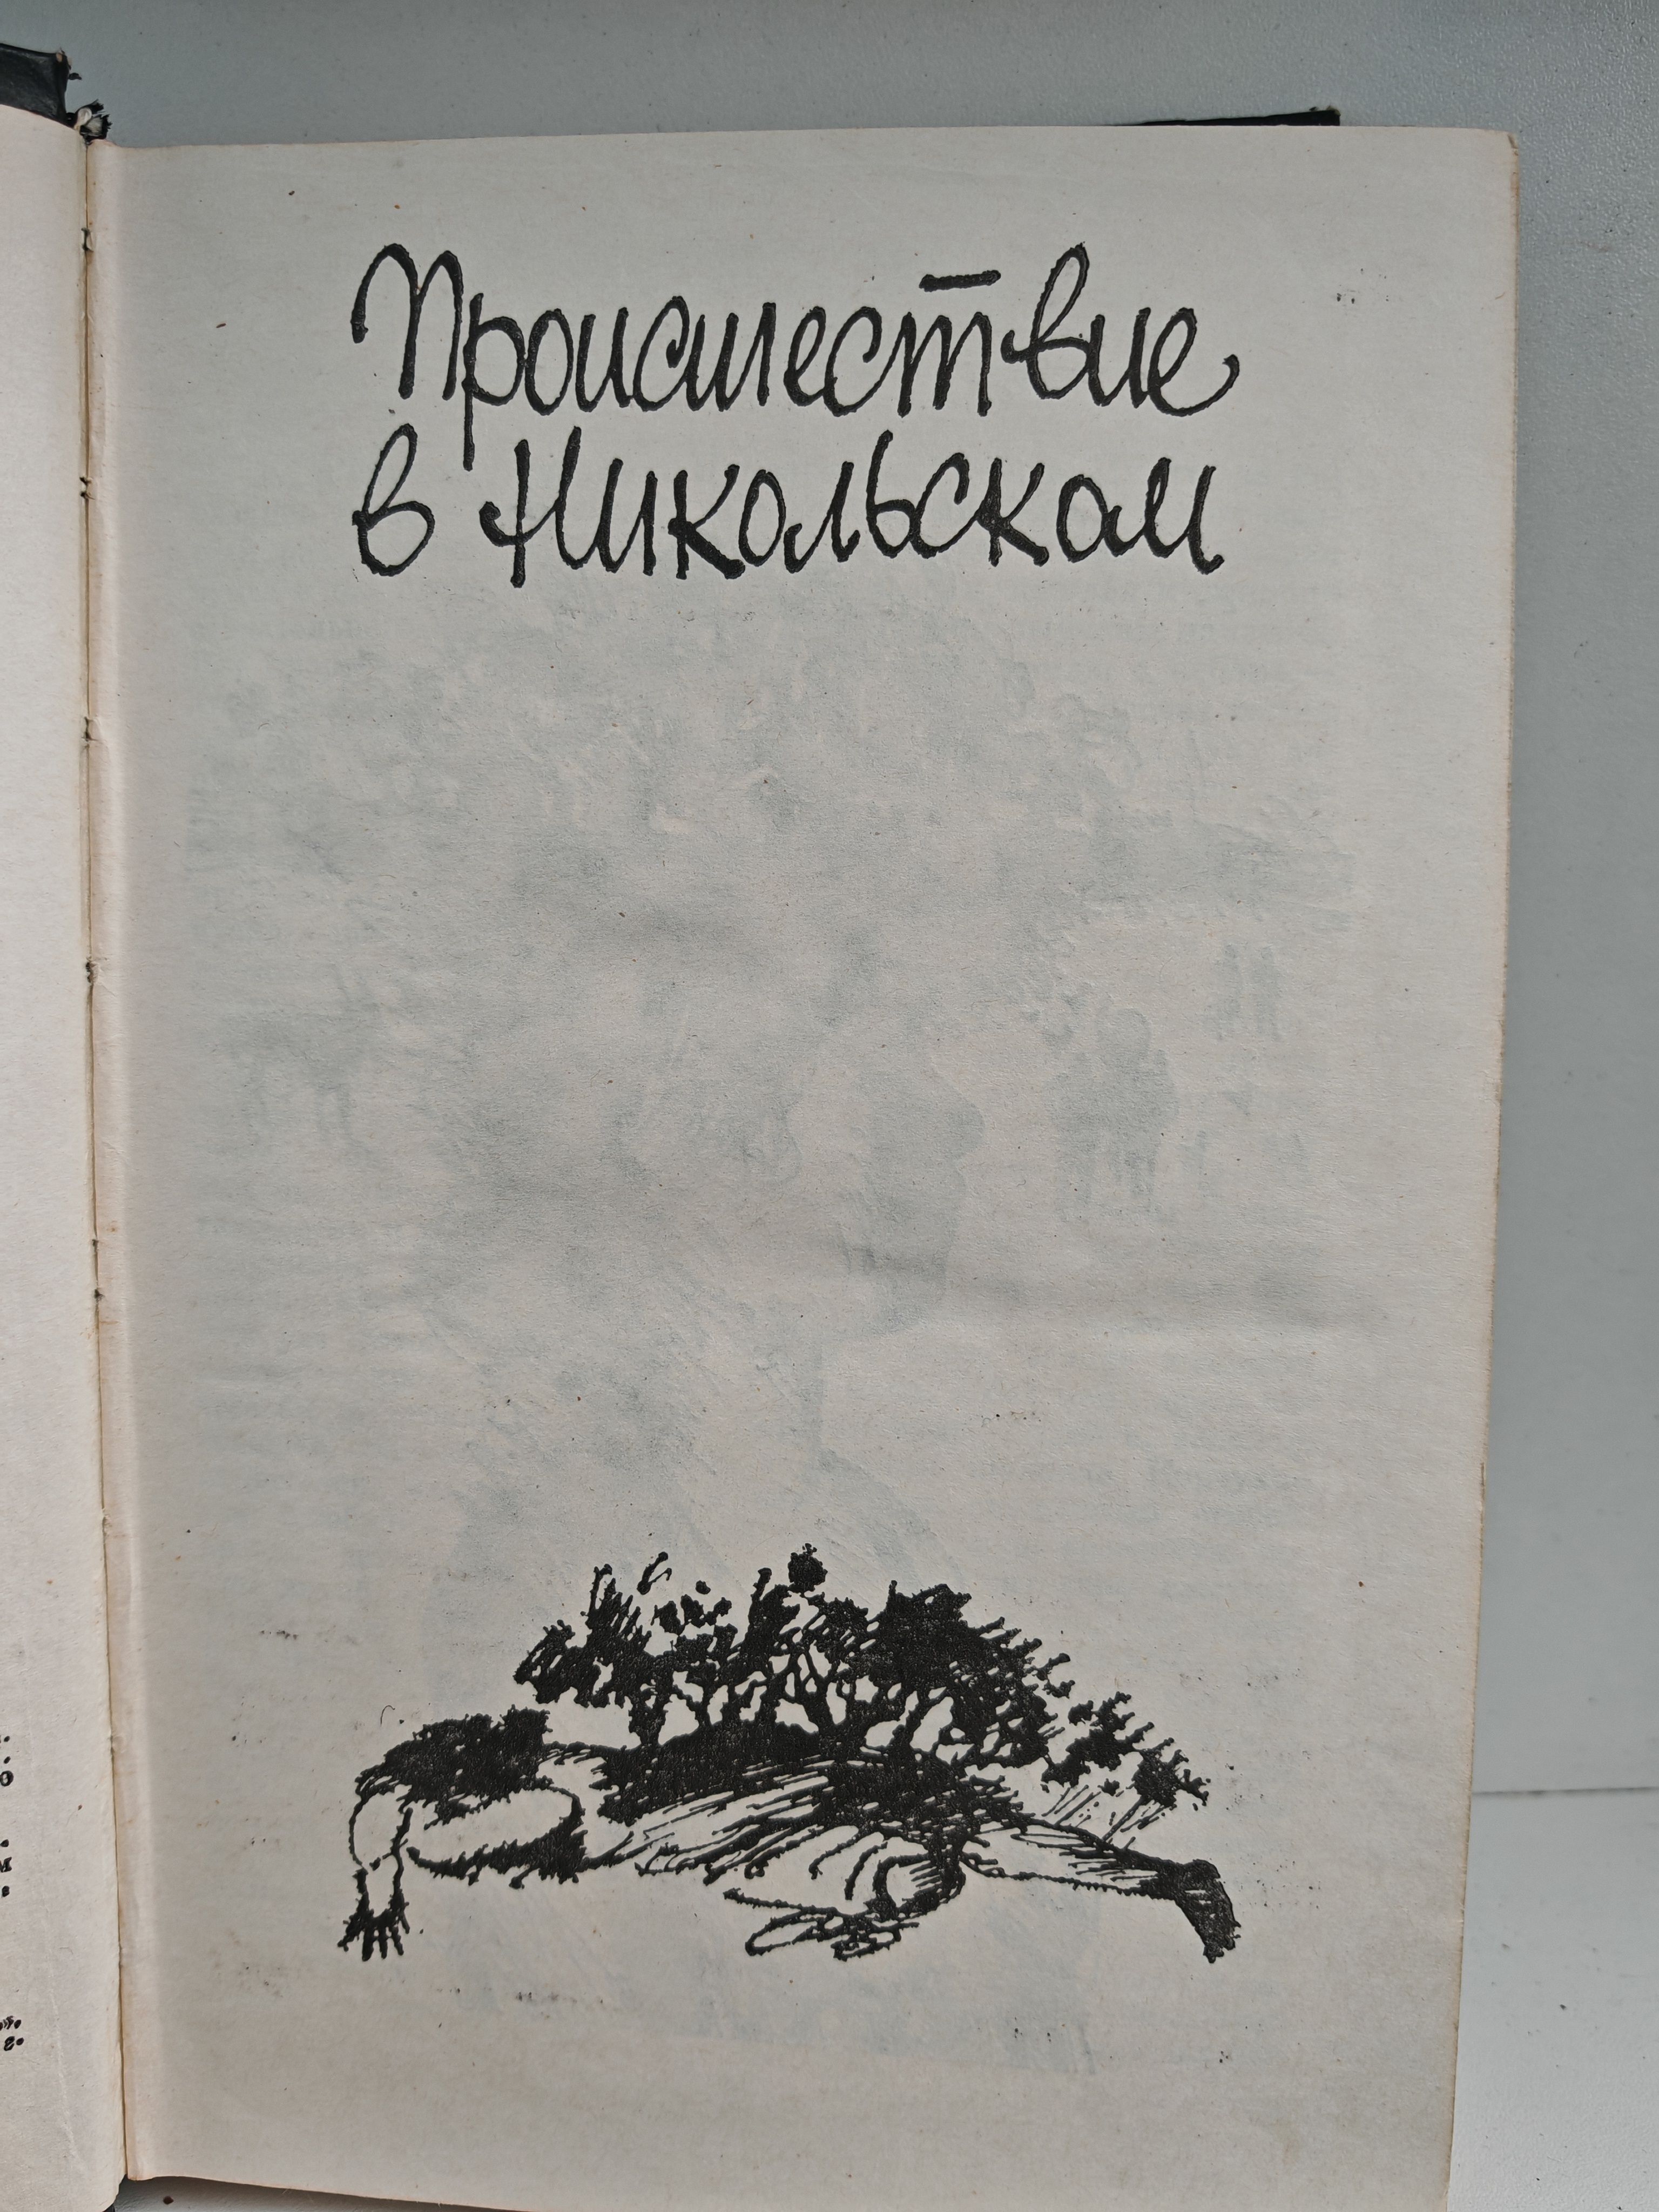 Происшествие
в Никольском